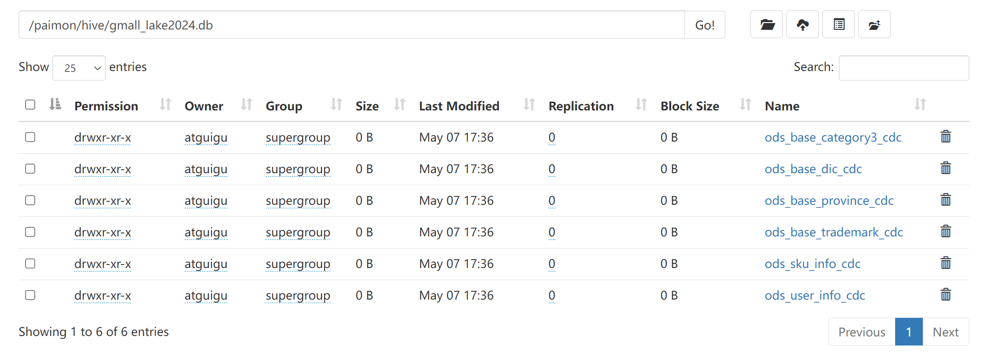 /paimon/hive/gmall_lake2024.db Go!
Show 25 entries Search:
Permission Owner Group Size Last Modified Replication Block Size Name
drwxr-xr-x atguigu supergroup 0 B May 07 17:36 0 0 B ods_base_category3_cdc
drwxr-xr-x atguigu supergroup 0 B May 07 17:36 0 0 B ods_base_dic_cdc
drwxr-xr-x atguigu supergroup 0 B May 07 17:36 0 0 B ods_base_province_cdc
drwxr-xr-x atguigu supergroup 0 B May 07 17:36 0 0 B ods_base_trademark_cdc
drwxr-xr-x atguigu supergroup 0 B May 07 17:36 0 0 B ods_sku_info_cdc
drwxr-xr-x atguigu supergroup 0 B May 07 17:36 0 0 B ods_user_info_cdc
Showing 1 to 6 of 6 entries Previous 1 Next